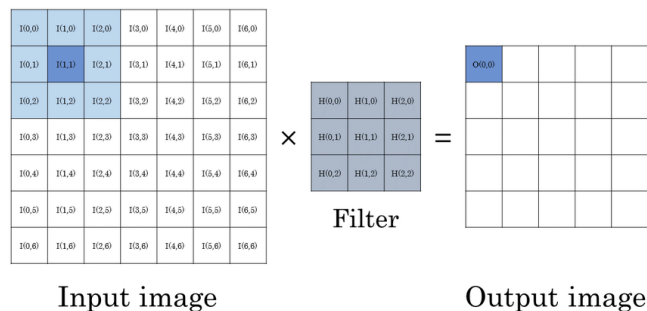 I(0,0) I(1,0) I(2,0) I(3,0) I(4,0) I(5,0) I(6,0)
I(0,1) I(1,1) I(2,1) I(3,1) I(4,1) I(5,1) I(6,1)
I(0,2) I(1,2) I(2,2) I(3,2) I(4,2) I(5,2) I(6,2)
I(0,3) I(1,3) I(2,3) I(3,3) I(4,3) I(5,3) I(6,3)
I(0,4) I(1,4) I(2,4) I(3,4) I(4,4) I(5,4) I(6,4)
I(0,5) I(1,5) I(2,5) I(3,5) I(4,5) I(5,5) I(6,5)
I(0,6) I(1,6) I(2,6) I(3,6) I(4,6) I(5,6) I(6,6)
Input image
×
H(0,0) H(1,0) H(2,0)
H(0,1) H(1,1) H(2,1)
H(0,2) H(1,2) H(2,2)
Filter
=
O(0,0)
Output image